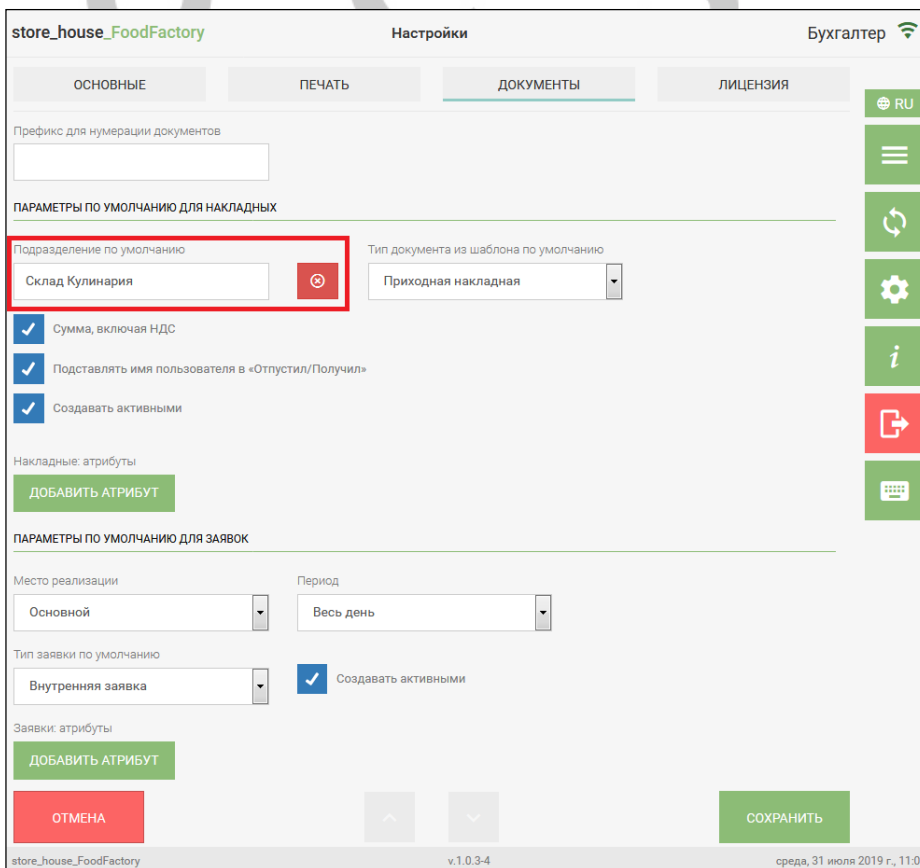 store_house_FoodFactory Настройки Бухгалтер
ОСНОВНЫЕ ПЕЧАТЬ ДОКУМЕНТЫ ЛИЦЕНЗИЯ
RU
Префикс для нумерации документов
ПАРАМЕТРЫ ПО УМОЛЧАНИЮ ДЛЯ НАКЛАДНЫХ
Подразделение по умолчанию Тип документа из шаблона по умолчанию
Склад Кулинария Приходная накладная
Сумма, включая НДС
Подставлять имя пользователя в «Отпустил/Получил»
i
Создавать активными
Накладные: атрибуты
ДОБАВИТЬ АТРИБУТ
ПАРАМЕТРЫ ПО УМОЛЧАНИЮ ДЛЯ ЗАЯВОК
Место реализации Период
Основной Весь день
Тип заявки по умолчанию
Внутренняя заявка Создавать активными
Заявки: атрибуты
ДОБАВИТЬ АТРИБУТ
ОТМЕНА СОХРАНИТЬ
store_house_FoodFactory v.1.0.3-4 среда, 31 июля 2019 г., 11:0